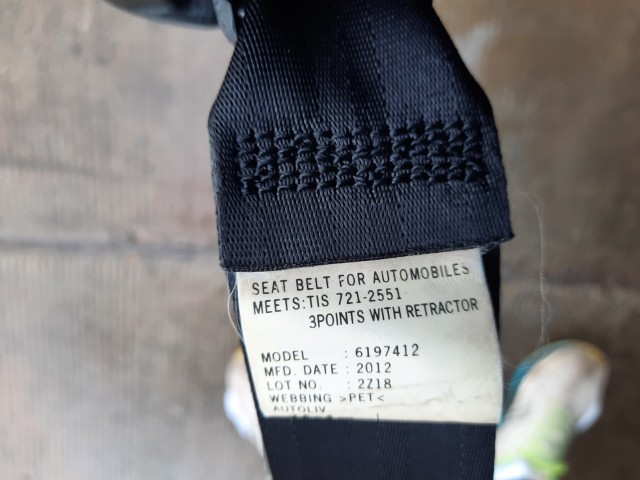 SEAT BELT FOR AUTOMOBILES
MEETS:TIS 721-2551
3POINTS WITH RETRACTOR
MODEL : 6197412
MFD. DATE : 2012
LOT NO. : 2Z18
WEBBING >PET<
AUTOLIV